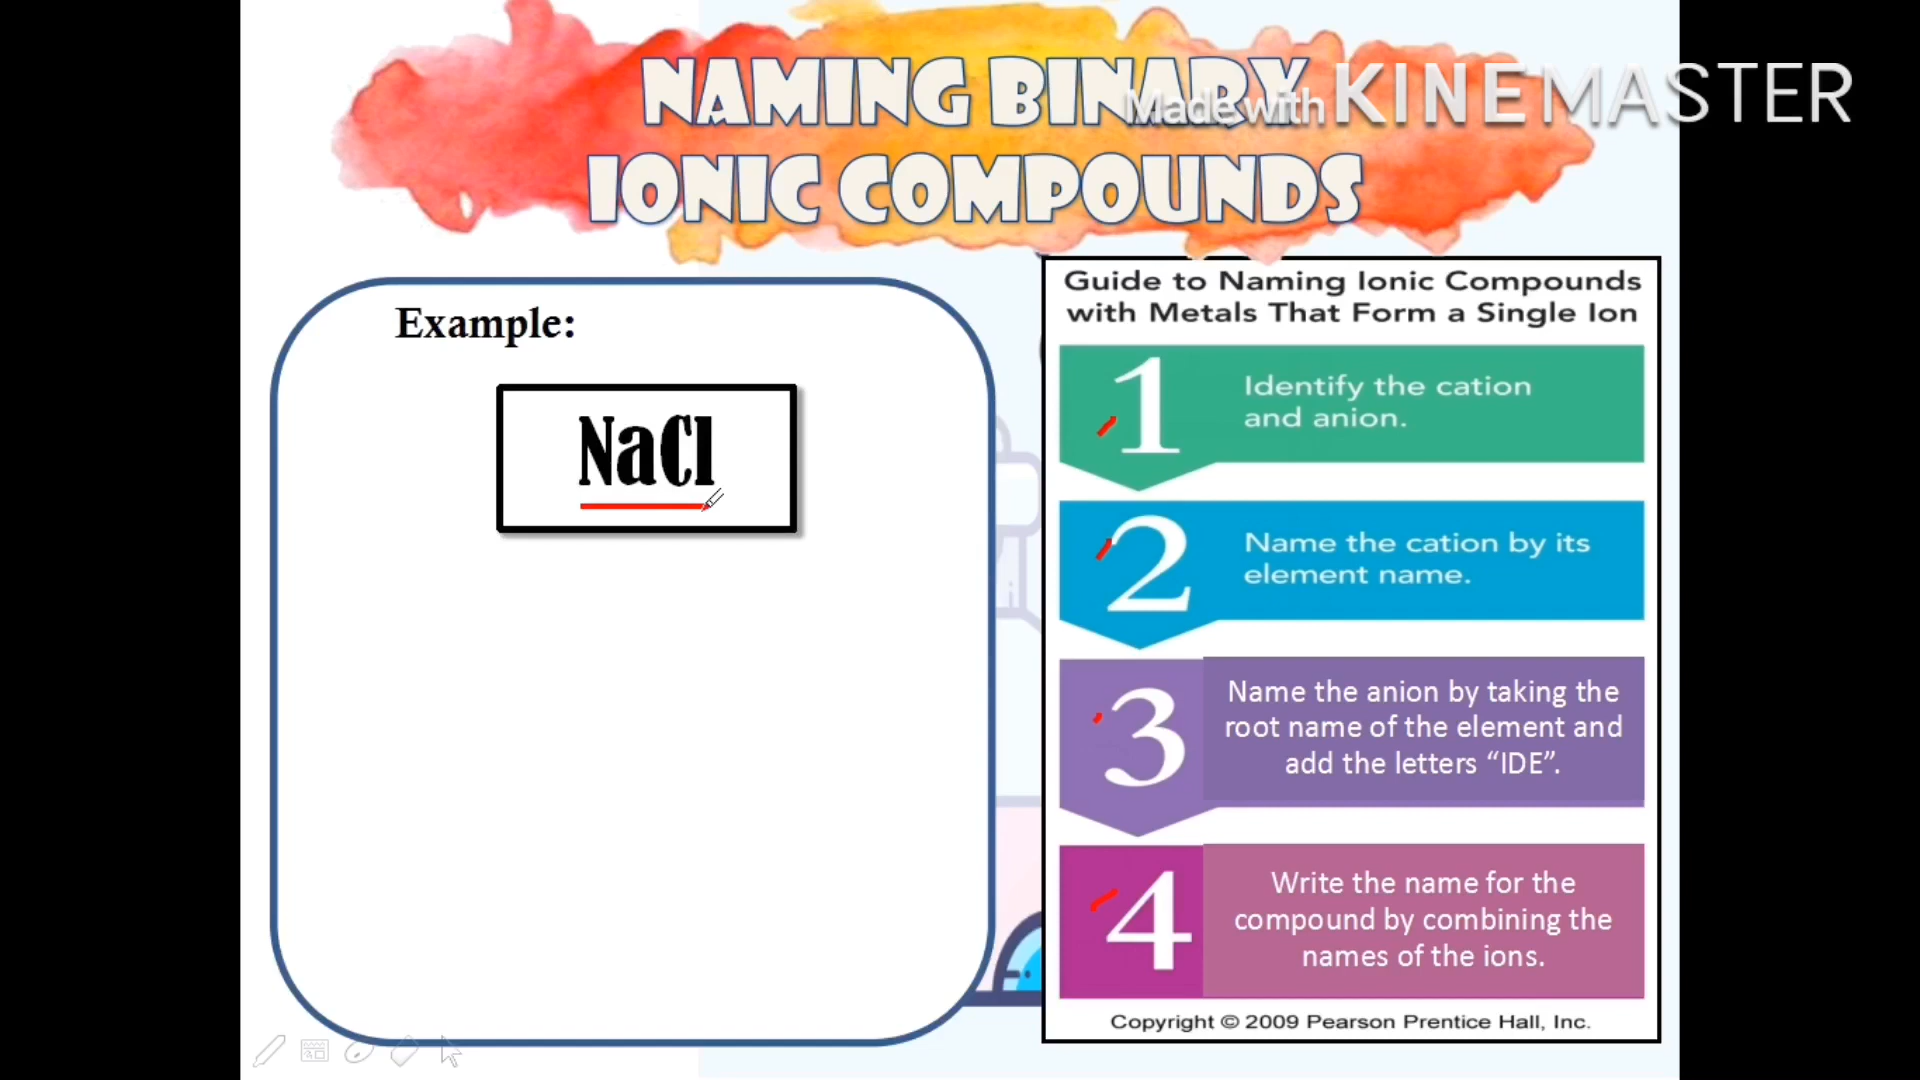 NAMING BINARY
Made with KINEMASTER
IONIC COMPOUNDS
Example:
NaCl
Guide to Naming Ionic Compounds
with Metals That Form a Single Ion
1
Identify the cation
and anion.
2
Name the cation by its
element name.
3
Name the anion by taking the
root name of the element and
add the letters “IDE”.
4
Write the name for the
compound by combining the
names of the ions.
Copyright © 2009 Pearson Prentice Hall, Inc.